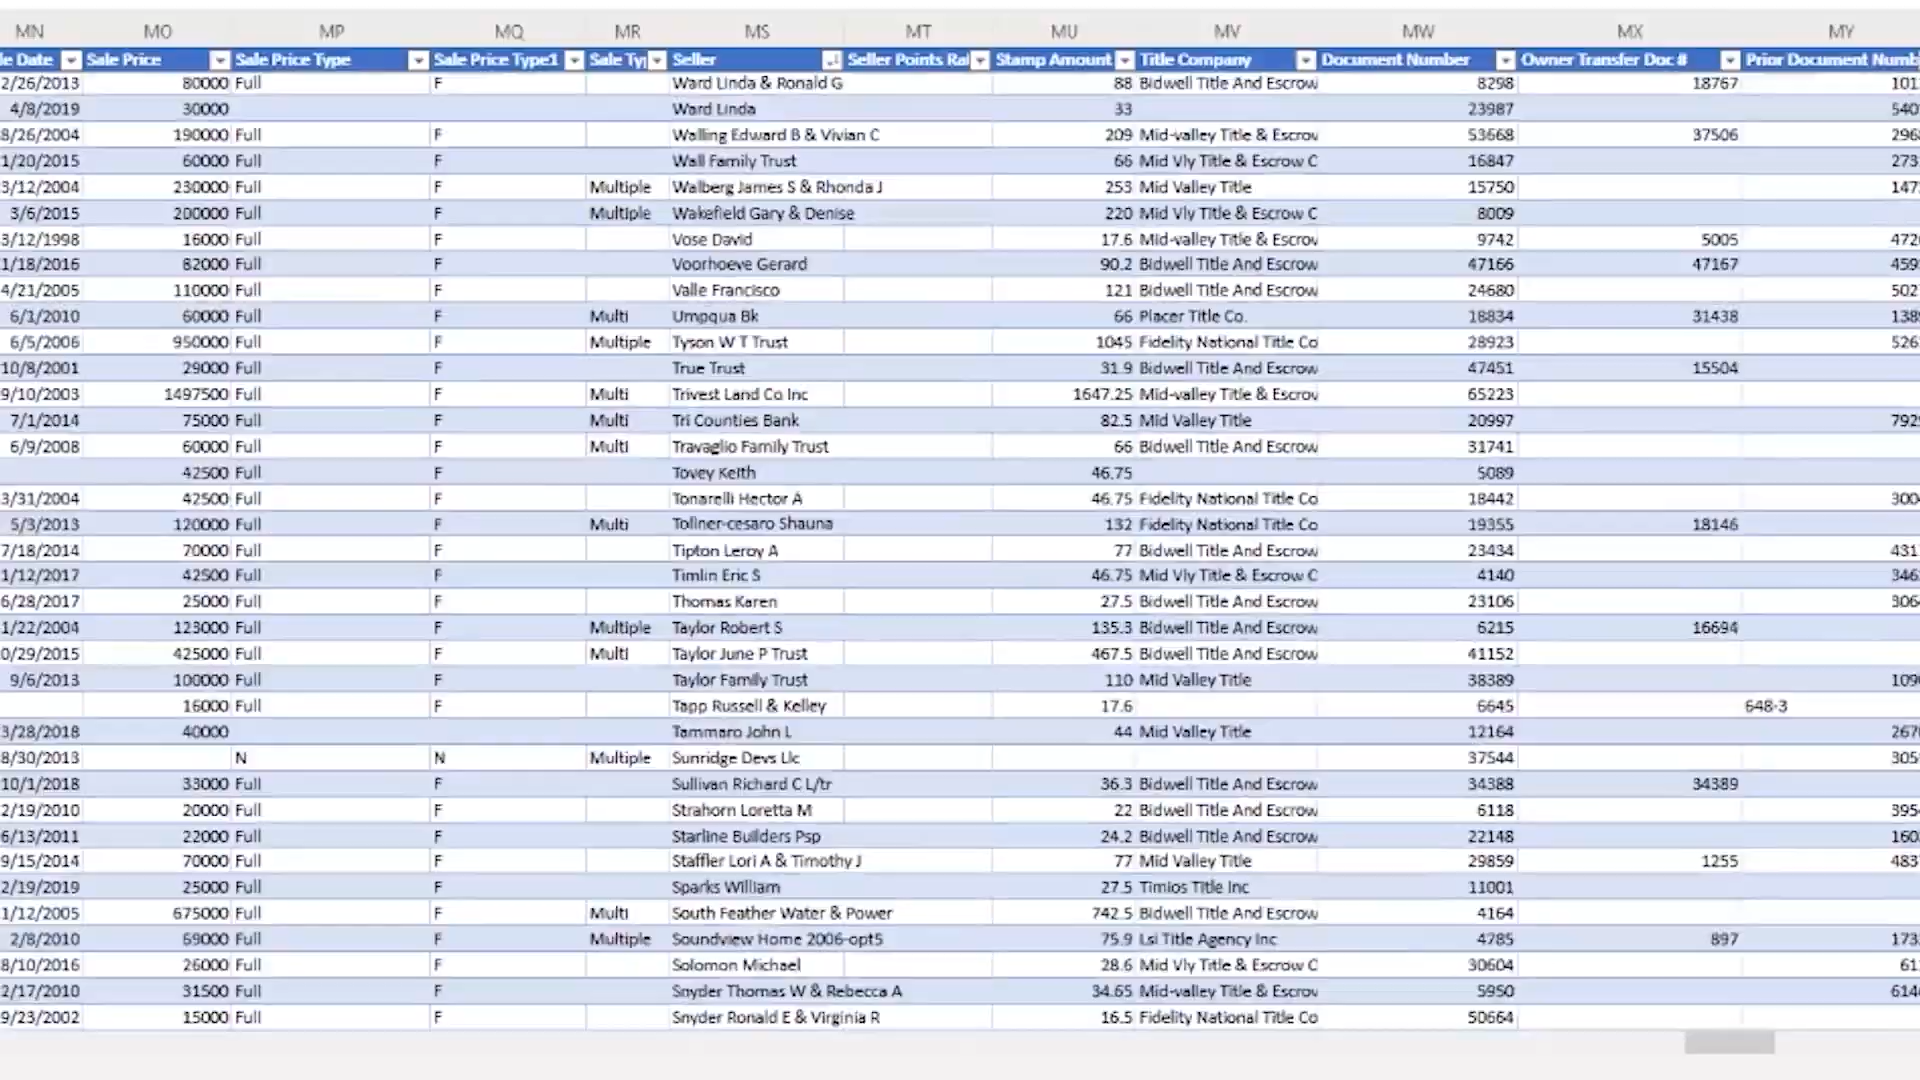 MN MO MP MQ MR MS MT MU MV MW MX MY
le Date Sale Price Sale Price Type Sale Price Type1 Sale Typ Seller Seller Points Rat Stamp Amount Title Company Document Number Owner Transfer Doc # Prior Document Numb
2/26/2013 80000 Full F Ward Linda & Ronald G 88 Bidwell Title And Escrow 8298 18767 101
4/8/2019 30000 Ward Linda 33 23987 540
8/26/2004 190000 Full F Walling Edward B & Vivian C 209 Mid-valley Title & Escrov 53668 37506 296
1/20/2015 60000 Full F Wall Family Trust 66 Mid Vly Title & Escrow C 16847 273
3/12/2004 230000 Full F Multiple Walberg James S & Rhonda J 253 Mid Valley Title 15750 147
3/6/2015 200000 Full F Multiple Wakefield Gary & Denise 220 Mid Vly Title & Escrow C 8009
3/12/1998 16000 Full F Vose David 17.6 Mid-valley Title & Escrov 9742 5005 472
1/18/2016 82000 Full F Voorhoeve Gerard 90.2 Bidwell Title And Escrow 47166 47167 459
4/21/2005 110000 Full F Valle Francisco 121 Bidwell Title And Escrow 24680 502
6/1/2010 60000 Full F Multi Umpqua Bk 66 Placer Title Co. 18834 31438 138
6/5/2006 950000 Full F Multiple Tyson W T Trust 1045 Fidelity National Title Co 28923 526
10/8/2001 29000 Full F True Trust 31.9 Bidwell Title And Escrow 47451 15504
9/10/2003 1497500 Full F Multi Trivest Land Co Inc 1647.25 Mid-valley Title & Escrov 65223
7/1/2014 75000 Full F Multi Tri Counties Bank 82.5 Mid Valley Title 20997 792
6/9/2008 60000 Full F Multi Travaglio Family Trust 66 Bidwell Title And Escrow 31741
42500 Full F Tovey Keith 46.75 5089
3/31/2004 42500 Full F Tonarelli Hector A 46.75 Fidelity National Title Co 18442 300
5/3/2013 120000 Full F Multi Tollner-cesaro Shauna 132 Fidelity National Title Co 19355 18146
7/18/2014 70000 Full F Tipton Leroy A 77 Bidwell Title And Escrow 23434 431
1/12/2017 42500 Full F Timlin Eric S 46.75 Mid Vly Title & Escrow C 4140 346
6/28/2017 25000 Full F Thomas Karen 27.5 Bidwell Title And Escrow 23106 306
1/22/2004 123000 Full F Multiple Taylor Robert S 135.3 Bidwell Title And Escrow 6215 16694
0/29/2015 425000 Full F Multi Taylor June P Trust 467.5 Bidwell Title And Escrow 41152
9/6/2013 100000 Full F Taylor Family Trust 110 Mid Valley Title 38389 109
16000 Full F Tapp Russell & Kelley 17.6 6645 648-3
3/28/2018 40000 Tammaro John L 44 Mid Valley Title 12164 267
8/30/2013 N N Multiple Sunridge Devs Llc 37544 305
10/1/2018 33000 Full F Sullivan Richard C L/tr 36.3 Bidwell Title And Escrow 34388 34389
2/19/2010 20000 Full F Strahorn Loretta M 22 Bidwell Title And Escrow 6118 395
6/13/2011 22000 Full F Starline Builders Psp 24.2 Bidwell Title And Escrow 22148 160
9/15/2014 70000 Full F Staffler Lori A & Timothy J 77 Mid Valley Title 29859 1255 483
2/19/2019 25000 Full F Sparks William 27.5 Timios Title Inc 11001
1/12/2005 675000 Full F Multi South Feather Water & Power 742.5 Bidwell Title And Escrow 4164
2/8/2010 69000 Full F Multiple Soundview Home 2006-opt5 75.9 Lsi Title Agency Inc 4785 897 173
8/10/2016 26000 Full F Solomon Michael 28.6 Mid Vly Title & Escrow C 30604 61
2/17/2010 31500 Full F Snyder Thomas W & Rebecca A 34.65 Mid-valley Title & Escrov 5950 614
9/23/2002 15000 Full F Snyder Ronald E & Virginia R 16.5 Fidelity National Title Co 50664